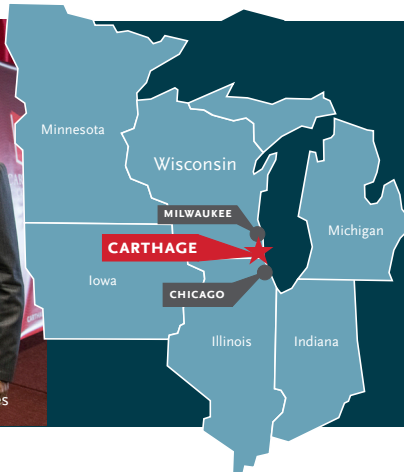 Minnesota
Wisconsin
MILWAUKEE
Michigan
CARTHAGE
Iowa
CHICAGO
Illinois
Indiana